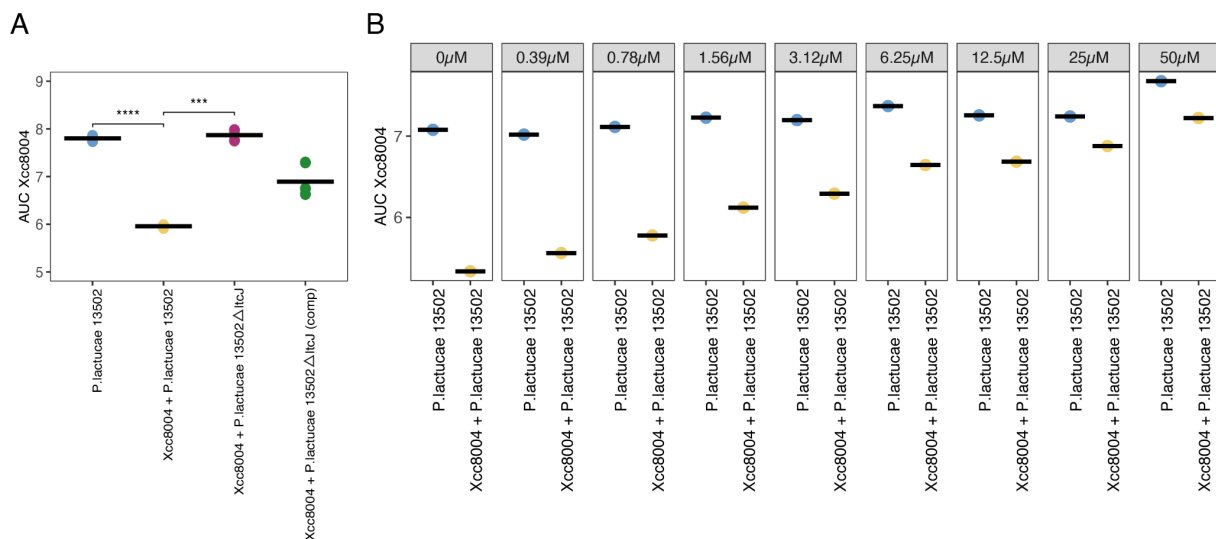 A
B
AUC Xcc8004
9
8
7
6
5
****
***
P.lactucae 13502
Xcc8004 + P.lactucae 13502
Xcc8004 + P.lactucae 13502△ltcJ
Xcc8004 + P.lactucae 13502△ltcJ (comp)
AUC Xcc8004
7
6
0µM
0.39µM
0.78µM
1.56µM
3.12µM
6.25µM
12.5µM
25µM
50µM
P.lactucae 13502
Xcc8004 + P.lactucae 13502
P.lactucae 13502
Xcc8004 + P.lactucae 13502
P.lactucae 13502
Xcc8004 + P.lactucae 13502
P.lactucae 13502
Xcc8004 + P.lactucae 13502
P.lactucae 13502
Xcc8004 + P.lactucae 13502
P.lactucae 13502
Xcc8004 + P.lactucae 13502
P.lactucae 13502
Xcc8004 + P.lactucae 13502
P.lactucae 13502
Xcc8004 + P.lactucae 13502
P.lactucae 13502
Xcc8004 + P.lactucae 13502